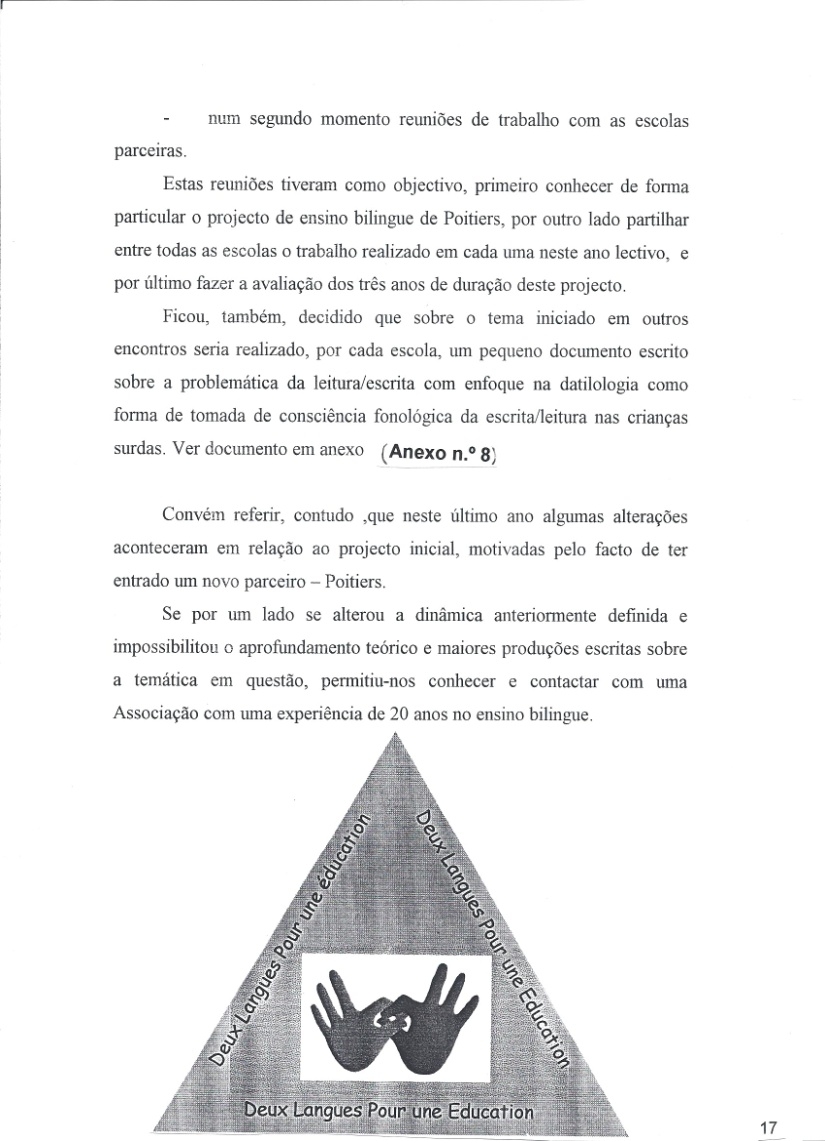 - num segundo momento reuniões de trabalho com as escolas
parceiras.
Estas reuniões tiveram como objectivo, primeiro conhecer de forma
particular o projecto de ensino bilingue de Poitiers, por outro lado partilhar
entre todas as escolas o trabalho realizado em cada uma neste ano lectivo, e
por último fazer a avaliação dos três anos de duração deste projecto.
Ficou, também, decidido que sobre o tema iniciado em outros
encontros seria realizado, por cada escola, um pequeno documento escrito
sobre a problemática da leitura/escrita com enfoque na datilologia como
forma de tomada de consciência fonológica da escrita/leitura nas crianças
surdas. Ver documento em anexo (Anexo n.º 8)
Convém referir, contudo ,que neste último ano algumas alterações
aconteceram em relação ao projecto inicial, motivadas pelo facto de ter
entrado um novo parceiro – Poitiers.
Se por um lado se alterou a dinâmica anteriormente definida e
impossibilitou o aprofundamento teórico e maiores produções escritas sobre
a temática em questão, permitiu-nos conhecer e contactar com uma
Associação com uma experiência de 20 anos no ensino bilingue.
Deux Langues Pour une éducation
Deux Langues Pour une Education
Deux Langues Pour une Education
17